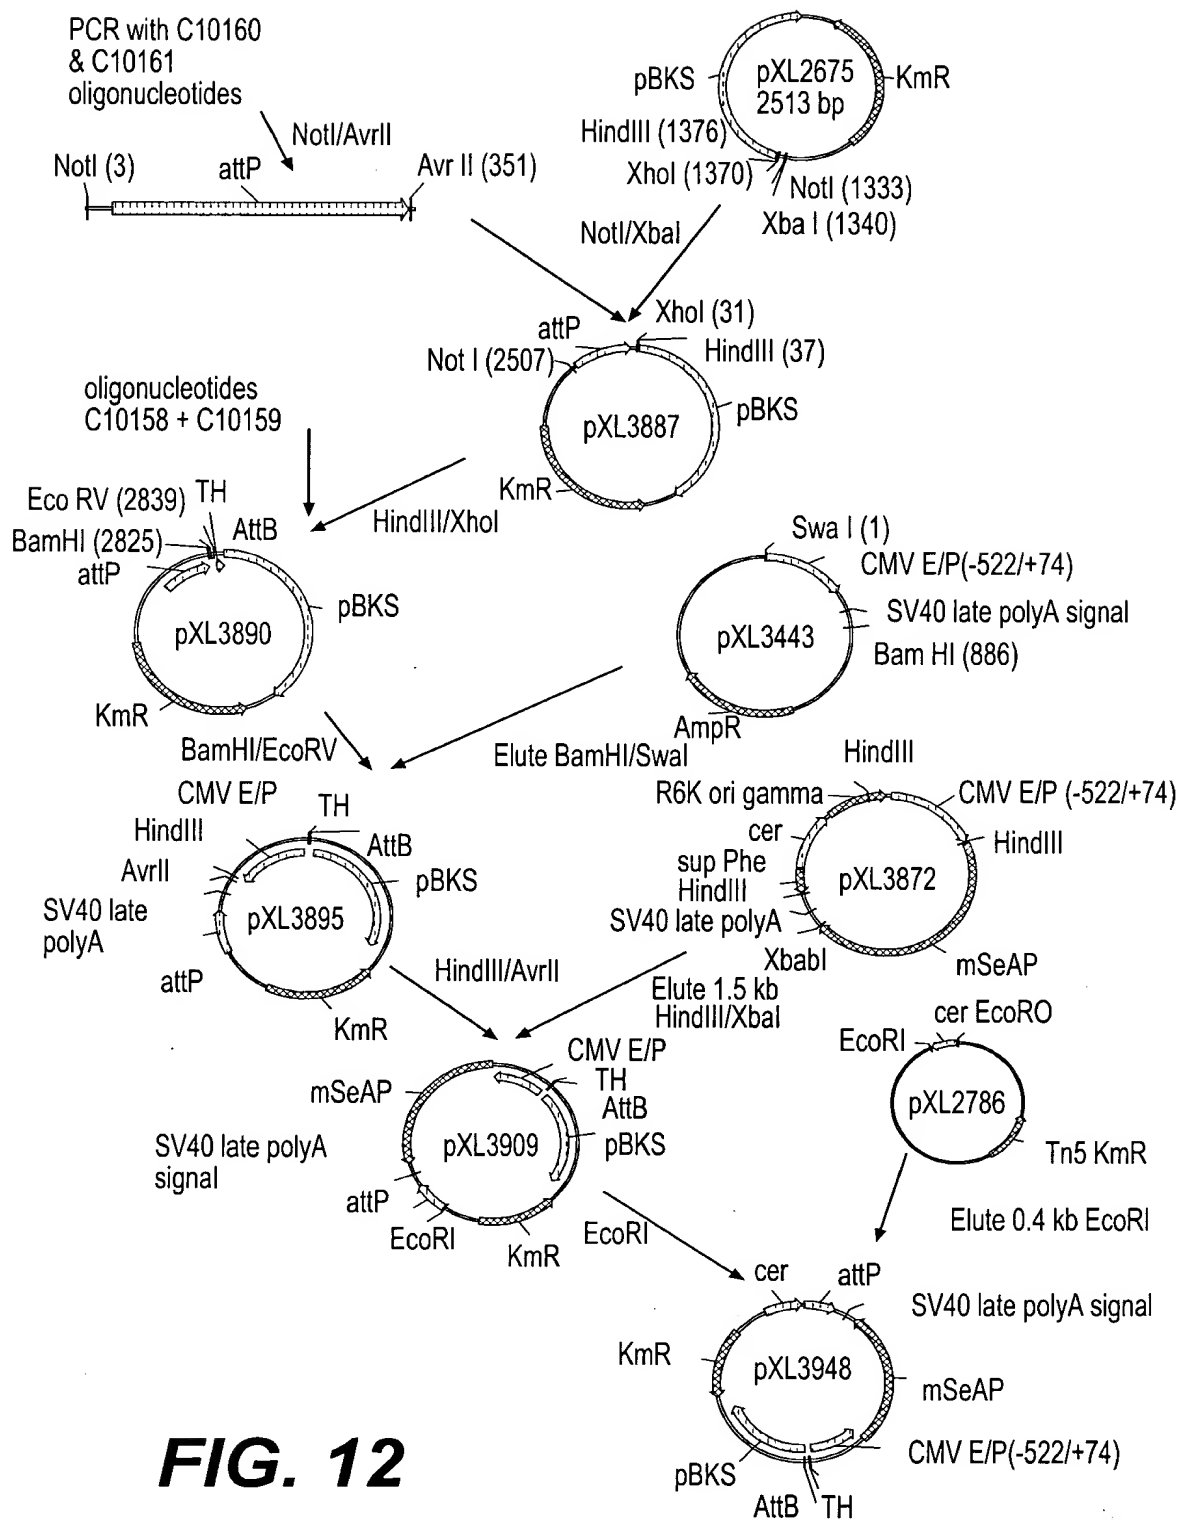 PCR with C10160
& C10161
oligonucleotides
NotI/AvrII
NotI (3)
attP
Avr II (351)
pBKS
pXL2675
2513 bp
KmR
HindIII (1376)
XhoI (1370)
NotI (1333)
Xba I (1340)
NotI/XbaI
attP
XhoI (31)
Not I (2507)
HindIII (37)
pBKS
pXL3887
KmR
oligonucleotides
C10158 + C10159
HindIII/XhoI
Eco RV (2839)
TH
BamHI (2825)
AttB
attP
pBKS
pXL3890
KmR
Swa I (1)
CMV E/P(-522/+74)
SV40 late polyA signal
pXL3443
Bam HI (886)
AmpR
BamHI/EcoRV
Elute BamHI/SwaI
CMV E/P
TH
HindIII
AttB
AvrII
pBKS
SV40 late
polyA
pXL3895
attP
KmR
HindIII
R6K ori gamma
CMV E/P (-522/+74)
cer
HindIII
sup Phe
HindIII
pXL3872
SV40 late polyA
XbabI
mSeAP
HindIII/AvrII
Elute 1.5 kb
HindIII/XbaI
cer EcoRO
EcoRI
pXL2786
Tn5 KmR
CMV E/P
TH
mSeAP
AttB
pXL3909
pBKS
SV40 late polyA
signal
attP
EcoRI
KmR
EcoRI
Elute 0.4 kb EcoRI
cer
attP
SV40 late polyA signal
KmR
pXL3948
mSeAP
CMV E/P(-522/+74)
pBKS
AttB
TH
FIG. 12